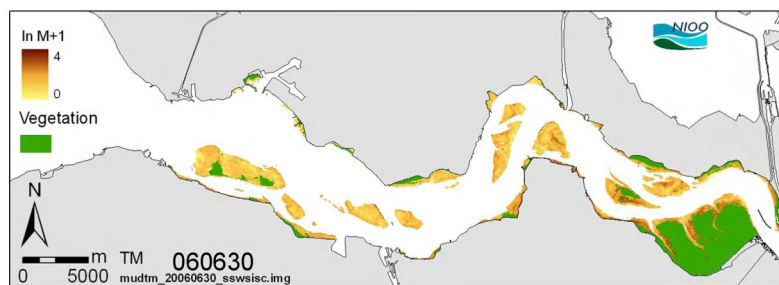 ln M+1
4
0
Vegetation
N
m
0 5000
TM 060630
mudtm_20060630_sswsisc.img
NIOO